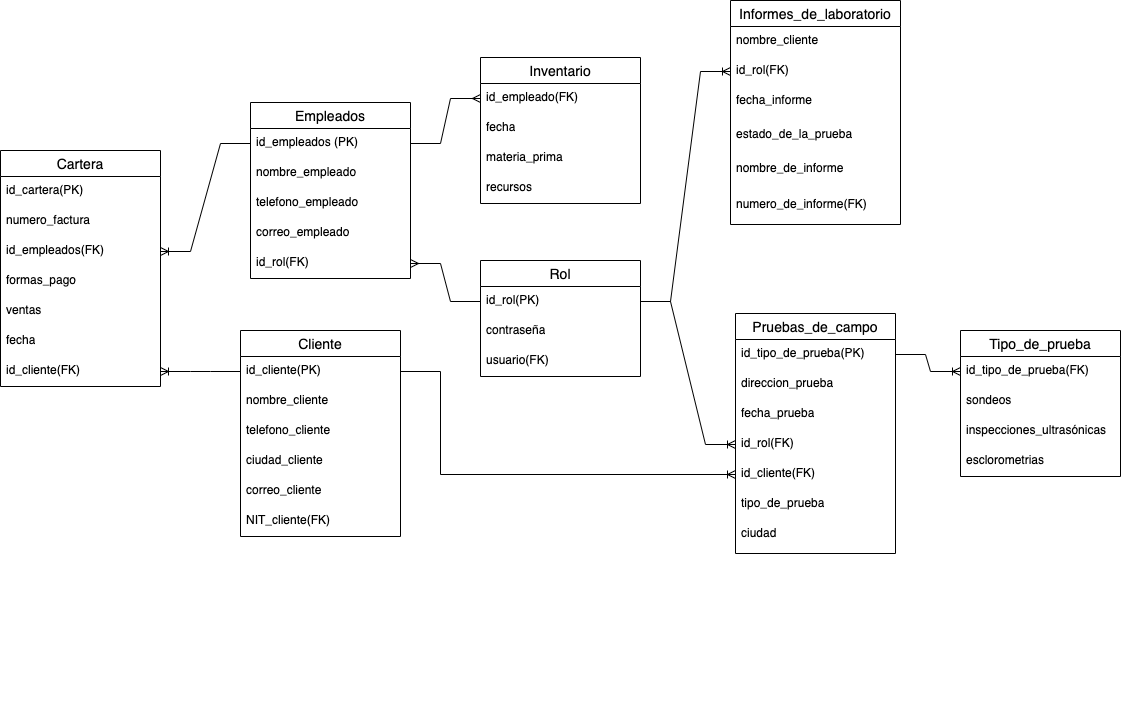 Cartera
id_cartera(PK)
numero_factura
id_empleados(FK)
formas_pago
ventas
fecha
id_cliente(FK)
Empleados
id_empleados (PK)
nombre_empleado
telefono_empleado
correo_empleado
id_rol(FK)
Cliente
id_cliente(PK)
nombre_cliente
telefono_cliente
ciudad_cliente
correo_cliente
NIT_cliente(FK)
Inventario
id_empleado(FK)
fecha
materia_prima
recursos
Rol
id_rol(PK)
contraseña
usuario(FK)
Informes_de_laboratorio
nombre_cliente
id_rol(FK)
fecha_informe
estado_de_la_prueba
nombre_de_informe
numero_de_informe(FK)
Pruebas_de_campo
id_tipo_de_prueba(PK)
direccion_prueba
fecha_prueba
id_rol(FK)
id_cliente(FK)
tipo_de_prueba
ciudad
Tipo_de_prueba
id_tipo_de_prueba(FK)
sondeos
inspecciones_ultrasónicas
esclorometrias